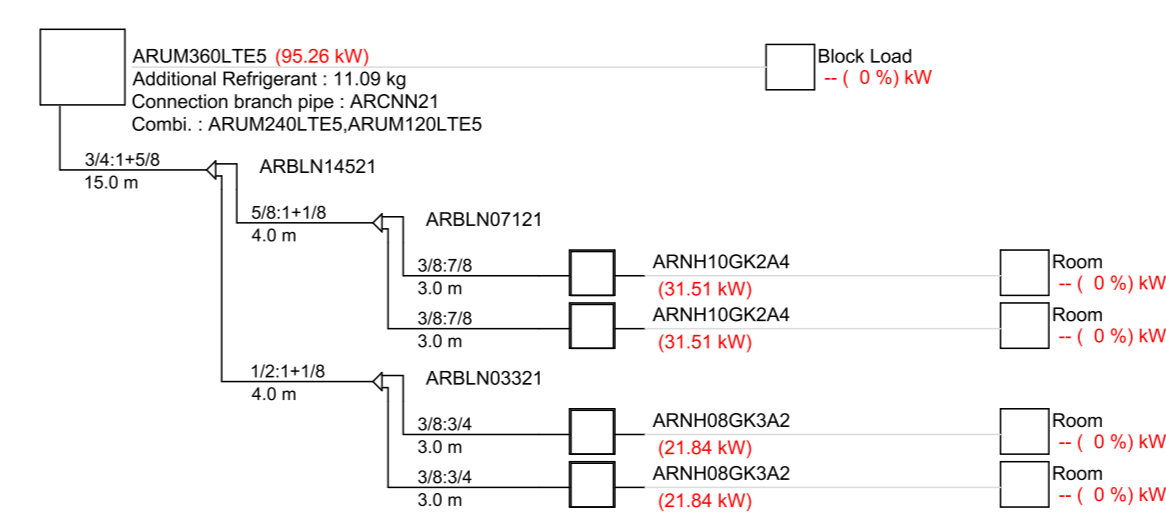 ARUM360LTE5 (95.26 kW)
Additional Refrigerant : 11.09 kg
Connection branch pipe : ARCNN21
Combi. : ARUM240LTE5,ARUM120LTE5
Block Load
-- ( 0 %) kW
3/4:1+5/8
15.0 m
ARBLN14521
5/8:1+1/8
4.0 m
ARBLN07121
3/8:7/8
3.0 m
ARNH10GK2A4
(31.51 kW)
Room
-- ( 0 %) kW
3/8:7/8
3.0 m
ARNH10GK2A4
(31.51 kW)
Room
-- ( 0 %) kW
1/2:1+1/8
4.0 m
ARBLN03321
3/8:3/4
3.0 m
ARNH08GK3A2
(21.84 kW)
Room
-- ( 0 %) kW
3/8:3/4
3.0 m
ARNH08GK3A2
(21.84 kW)
Room
-- ( 0 %) kW